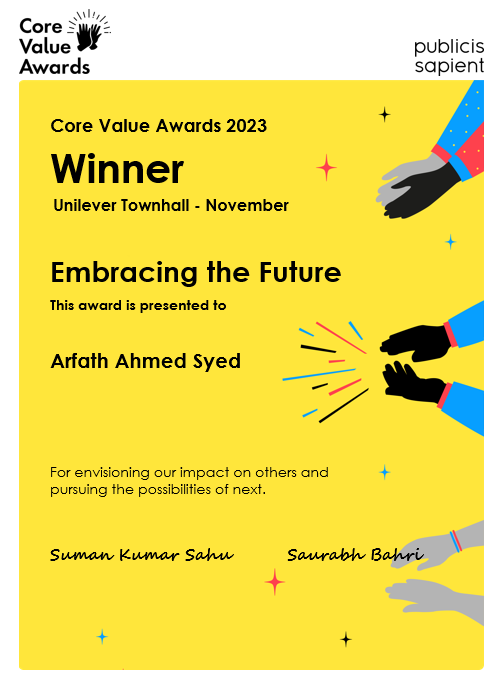 Core
Value
Awards
publicis
sapient
Core Value Awards 2023
Winner
Unilever Townhall - November
Embracing the Future
This award is presented to
Arfath Ahmed Syed
For envisioning our impact on others and
pursuing the possibilities of next.
Suman Kumar Sahu Saurabh Bahri